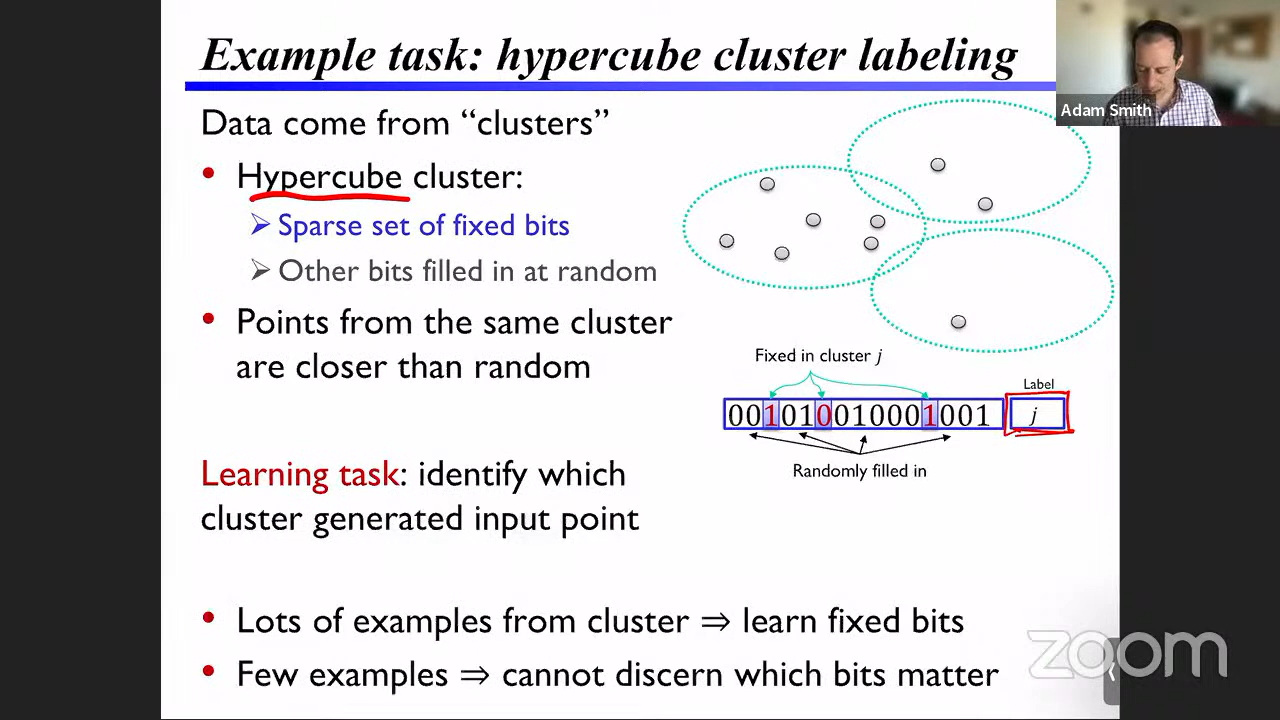 Example task: hypercube cluster labeling
Adam Smith
Data come from “clusters”
• Hypercube cluster:
➢ Sparse set of fixed bits
➢ Other bits filled in at random
• Points from the same cluster
are closer than random
Fixed in cluster j
Label
001010010001001 j
Randomly filled in
Learning task: identify which
cluster generated input point
• Lots of examples from cluster ⇒ learn fixed bits
• Few examples ⇒ cannot discern which bits matter
zoom